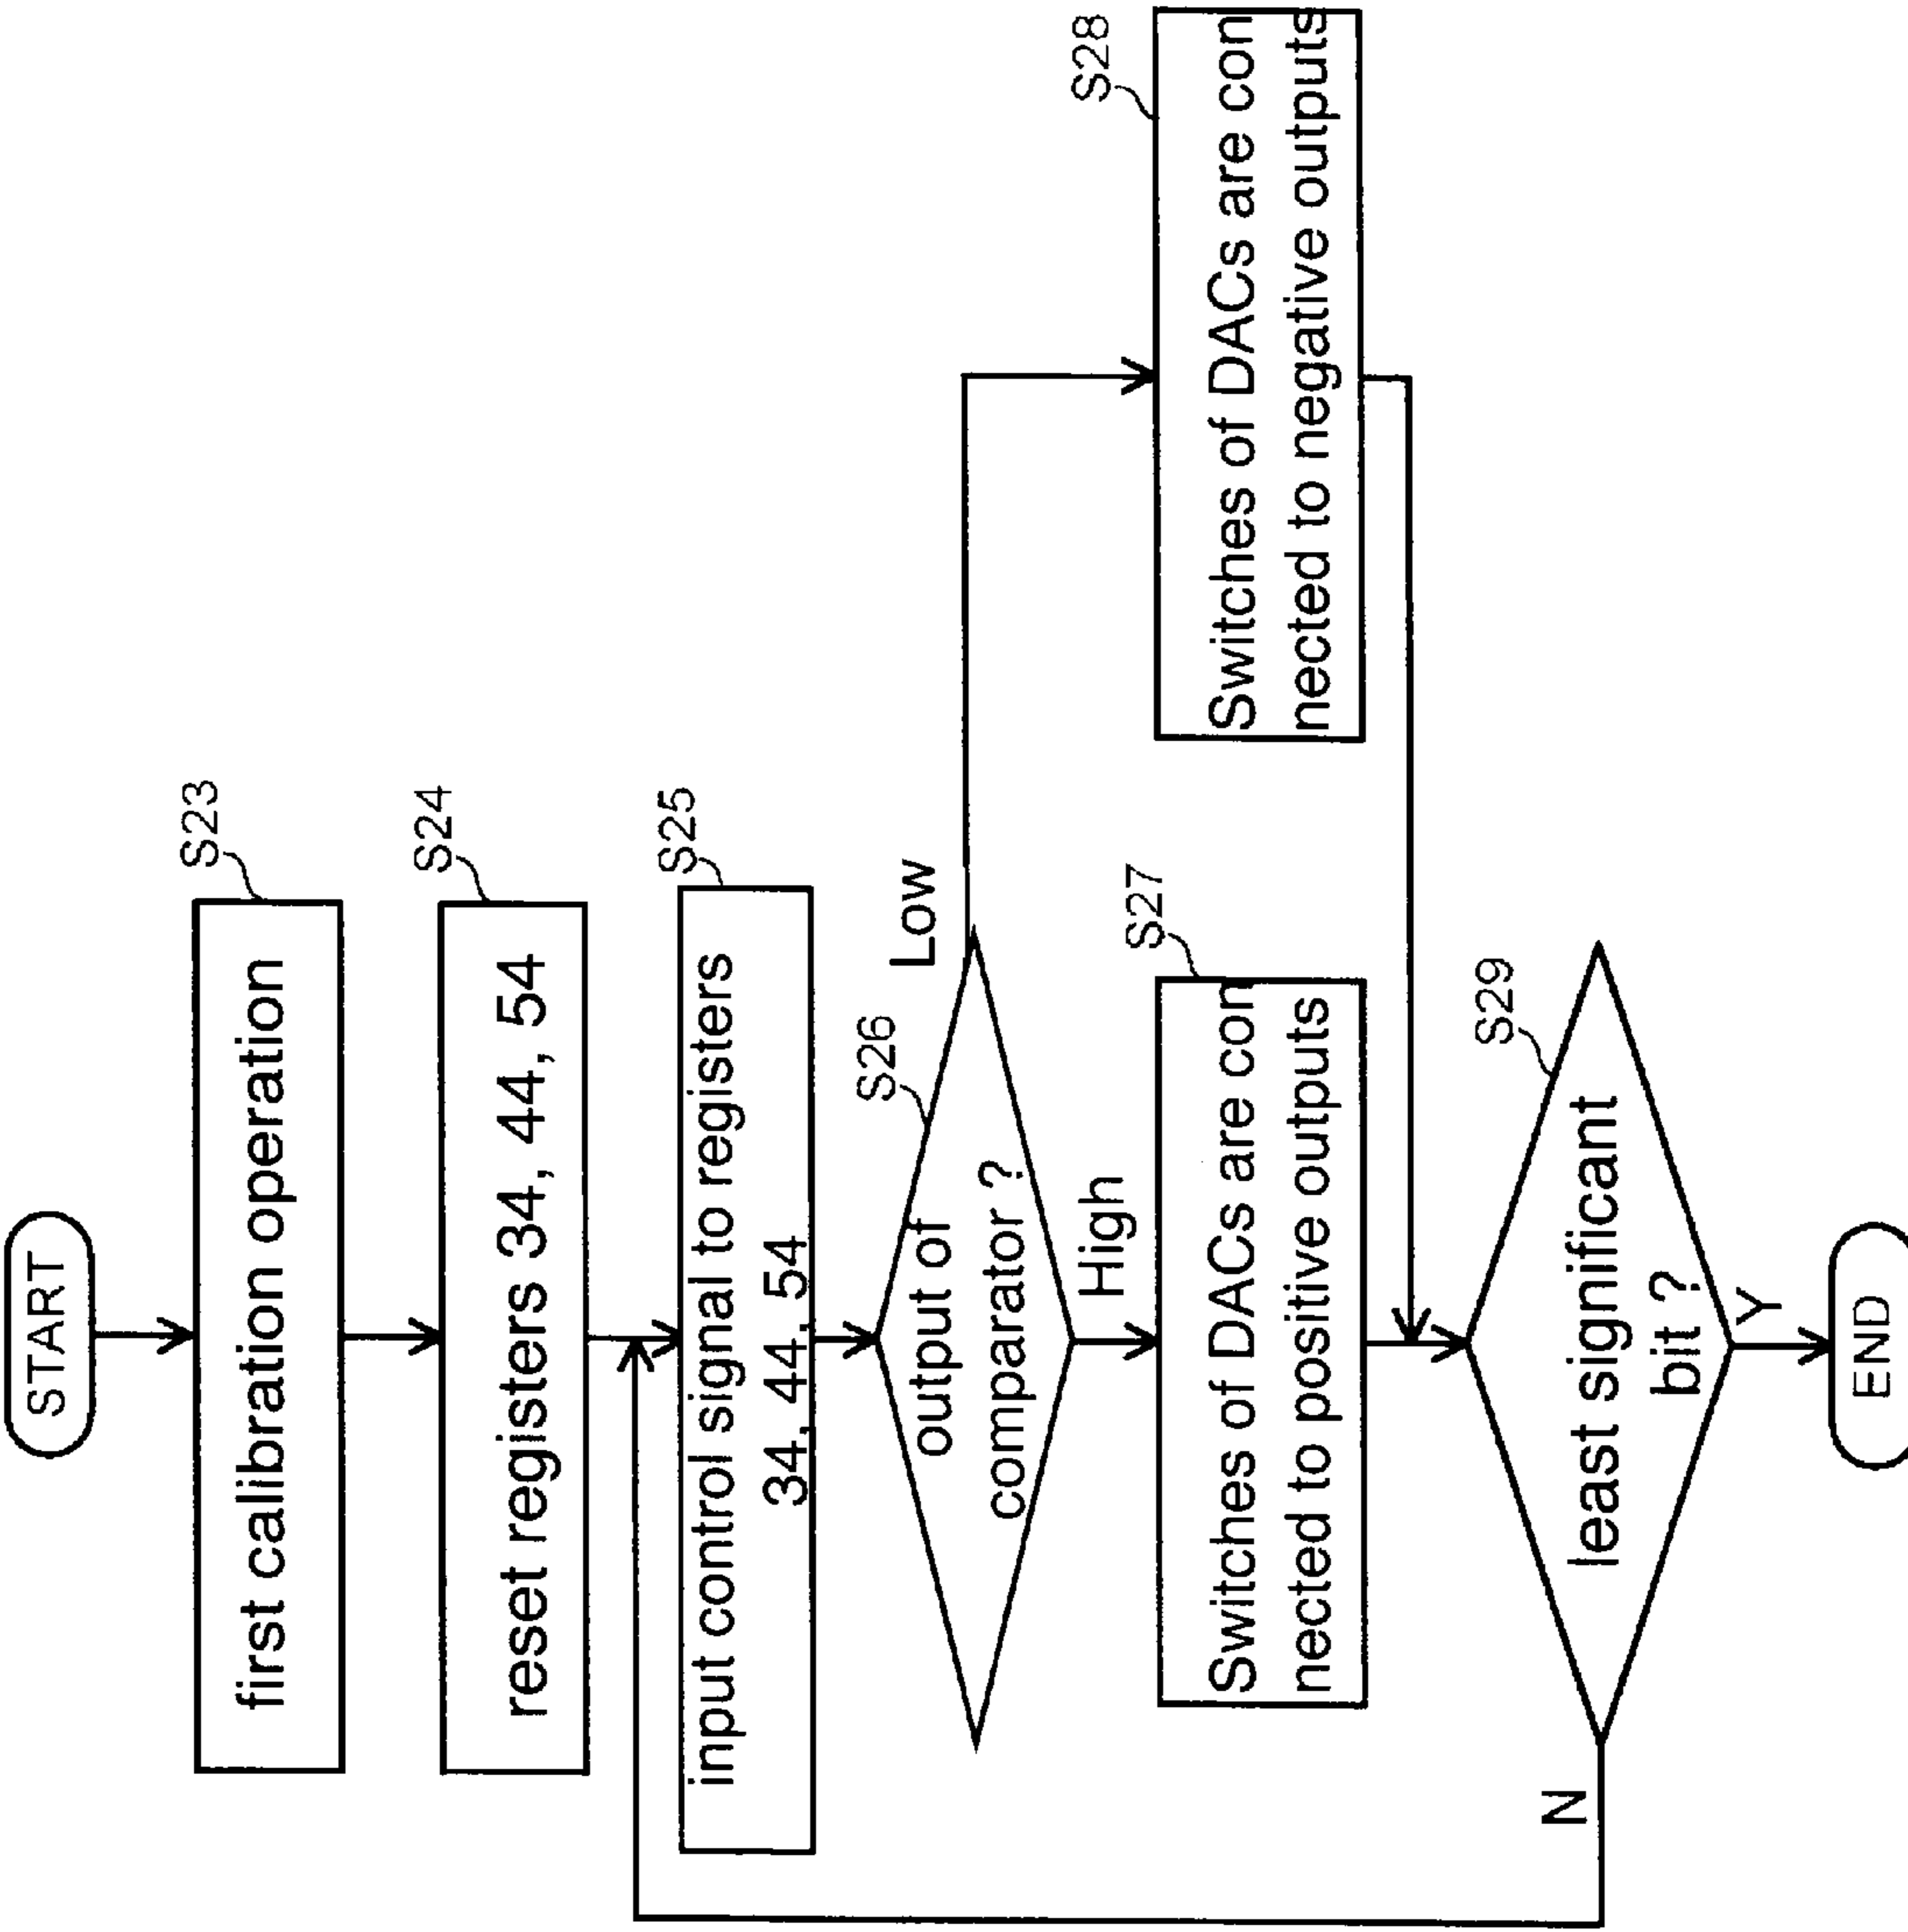 START
S23
first calibration operation
S24
reset registers 34, 44, 54
S25
input control signal to registers
34, 44, 54
S26
output of
comparator ?
Low
High
S27
Switches of DACs are con
nected to positive outputs
S28
Switches of DACs are con
nected to negative outputs
S29
least significant
bit ?
N
Y
END